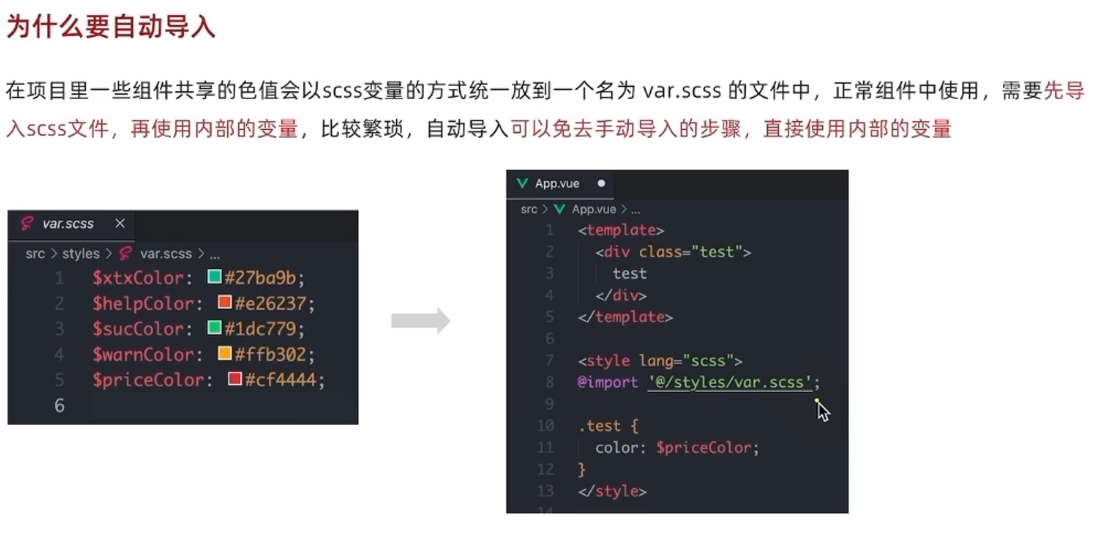 为什么要自动导入
在项目里一些组件共享的色值会以scss变量的方式统一放到一个名为 var.scss 的文件中，正常组件中使用，需要先导
入scss文件，再使用内部的变量，比较繁琐，自动导入可以免去手动导入的步骤，直接使用内部的变量
var.scss ×
src > styles > var.scss > ...
1 $xtxColor: #27ba9b;
2 $helpColor: #e26237;
3 $sucColor: #1dc779;
4 $warnColor: #ffb302;
5 $priceColor: #cf4444;
6
App.vue ●
src > App.vue > ...
1 <template>
2 <div class="test">
3 test
4 </div>
5 </template>
6
7 <style lang="scss">
8 @import '@/styles/var.scss';
9
10 .test {
11 color: $priceColor;
12 }
13 </style>
14